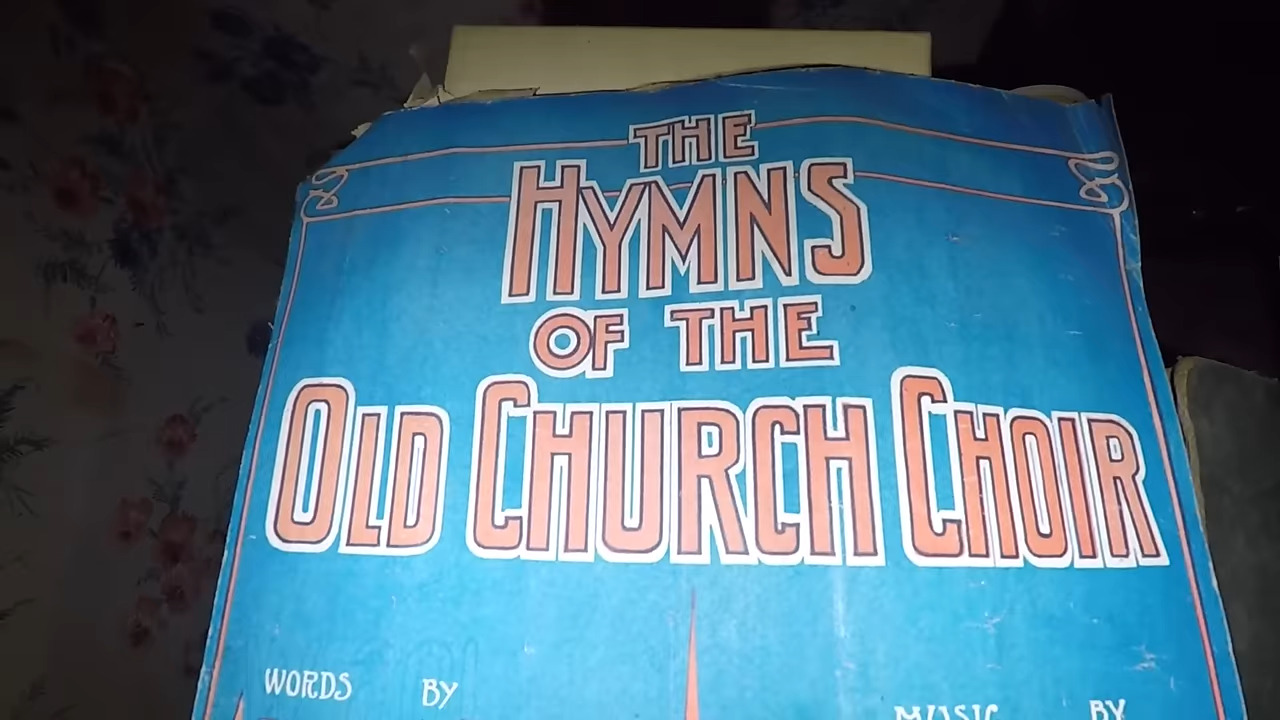 THE
HYMNS
OF THE
OLD CHURCH CHOIR
WORDS BY
MUSIC BY